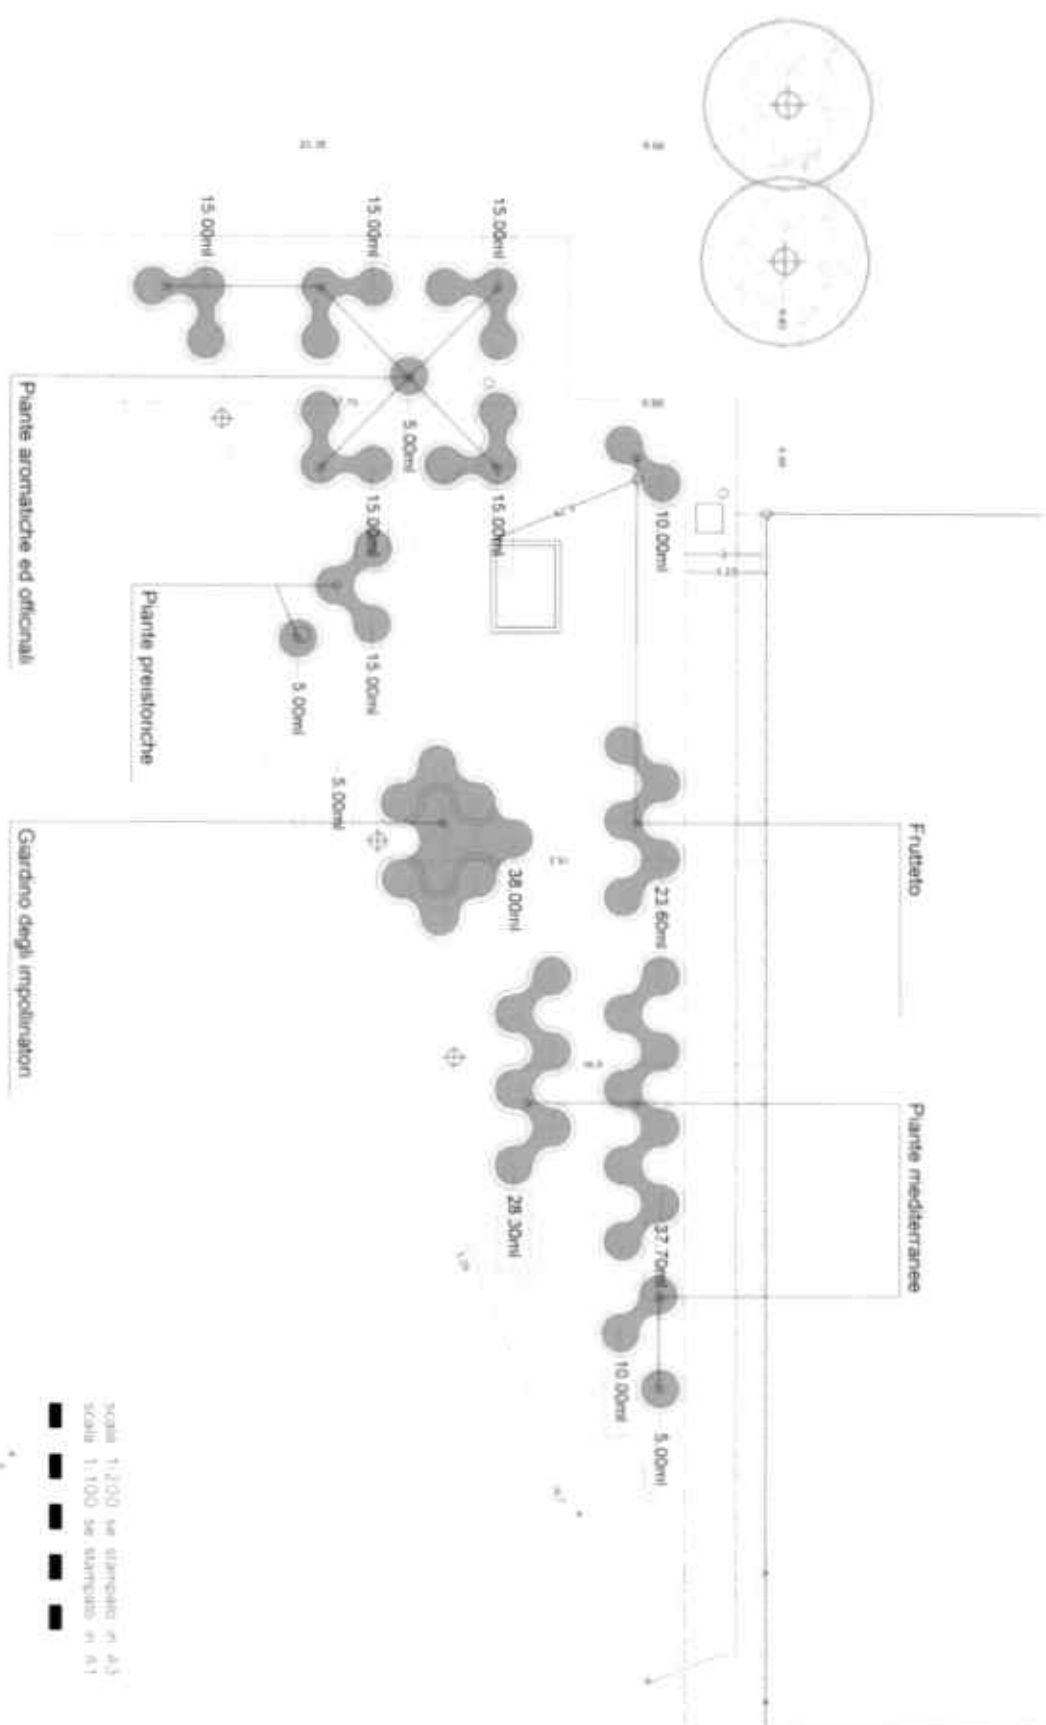 Frutteto
Piante mediterranee
15.00ml
15.00ml
15.00ml
10.00ml
23.60ml
37.70ml
10.00ml
5.00ml
5.00ml
15.00ml
15.00ml
15.00ml
5.00ml
38.00ml
5.00ml
28.30ml
Piante preistoriche
Piante aromatiche ed officinali
Giardino degli impollinatori
scala 1:200 se stampato in A3
scala 1:100 se stampato in A1